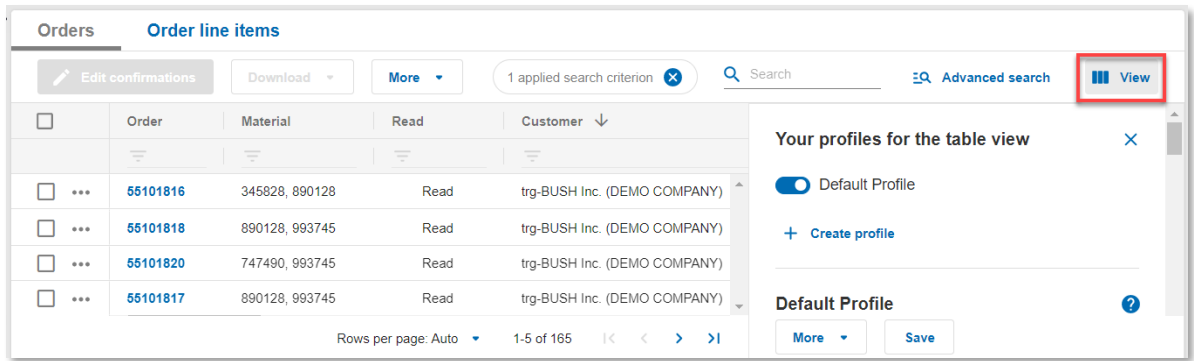 Orders Order line items
Edit confirmations Download More 1 applied search criterion Search Advanced search View
Order Material Read Customer
55101816 345828, 890128 Read trg-BUSH Inc. (DEMO COMPANY)
55101818 890128, 993745 Read trg-BUSH Inc. (DEMO COMPANY)
55101820 747490, 993745 Read trg-BUSH Inc. (DEMO COMPANY)
55101817 890128, 993745 Read trg-BUSH Inc. (DEMO COMPANY)
Rows per page: Auto 1-5 of 165
Your profiles for the table view
Default Profile
+ Create profile
Default Profile ?
More Save